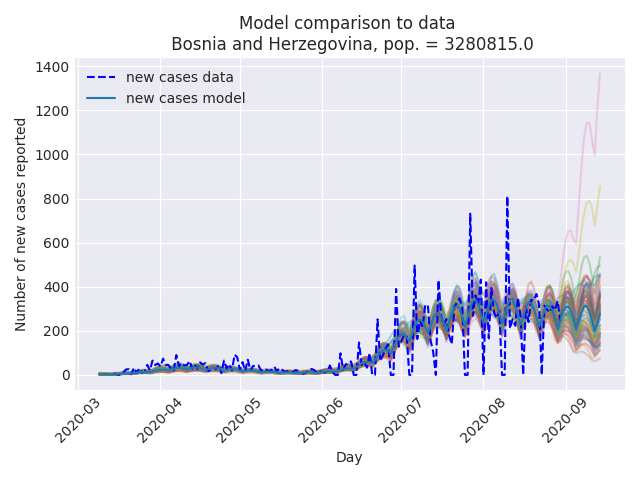 Model comparison to data
Bosnia and Herzegovina, pop. = 3280815.0
new cases data
new cases model
Number of new cases reported
1400
1200
1000
800
600
400
200
0
2020-03
2020-04
2020-05
2020-06
2020-07
2020-08
2020-09
Day